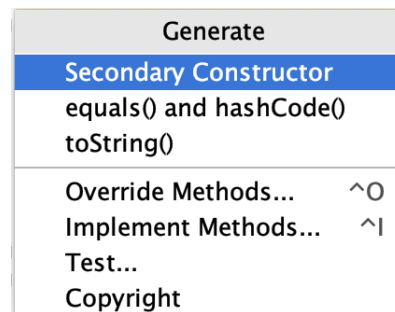 Generate
Secondary Constructor
equals() and hashCode()
toString()
Override Methods... ^O
Implement Methods... ^I
Test...
Copyright